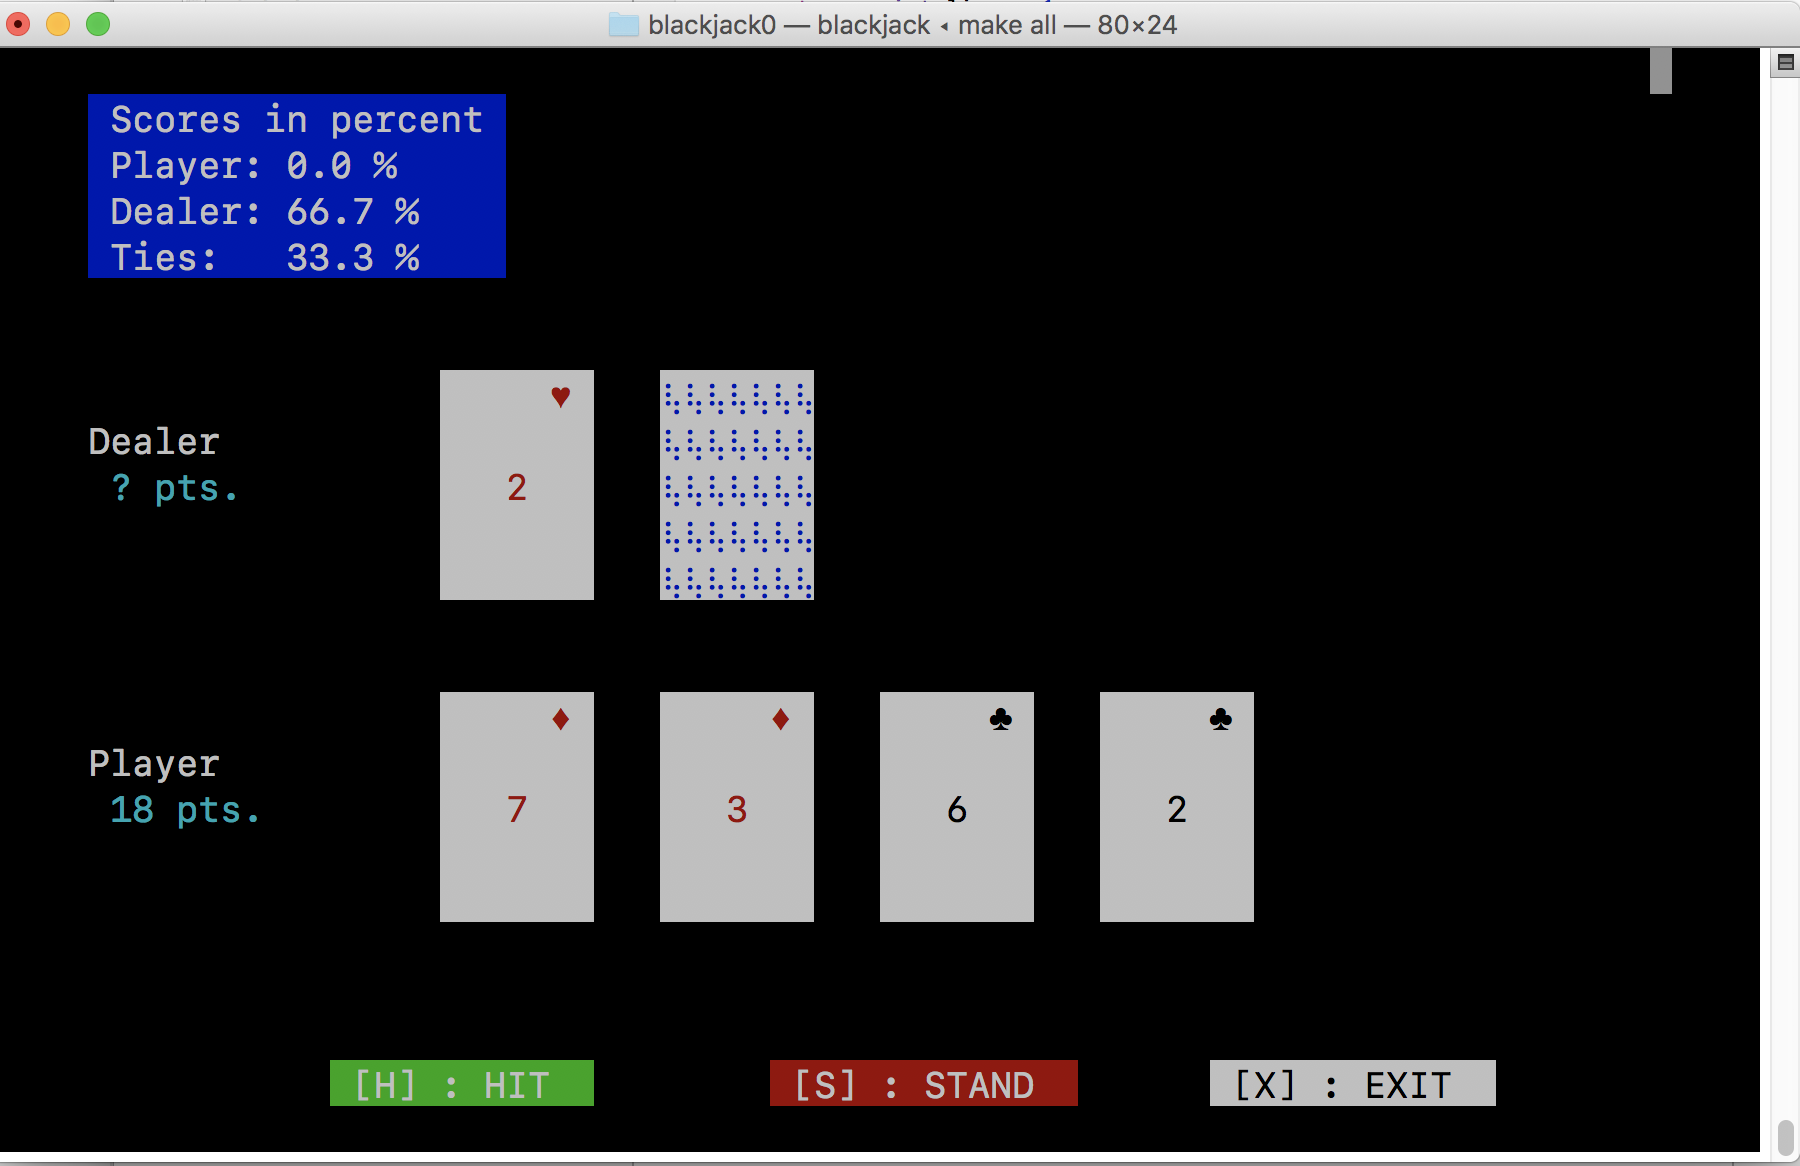 blackjack0 — blackjack ◂ make all — 80×24
Scores in percent
Player: 0.0 %
Dealer: 66.7 %
Ties: 33.3 %
Dealer
? pts.
♥
2
Player
18 pts.
♦ ♦ ♣ ♣
7 3 6 2
[H] : HIT [S] : STAND [X] : EXIT